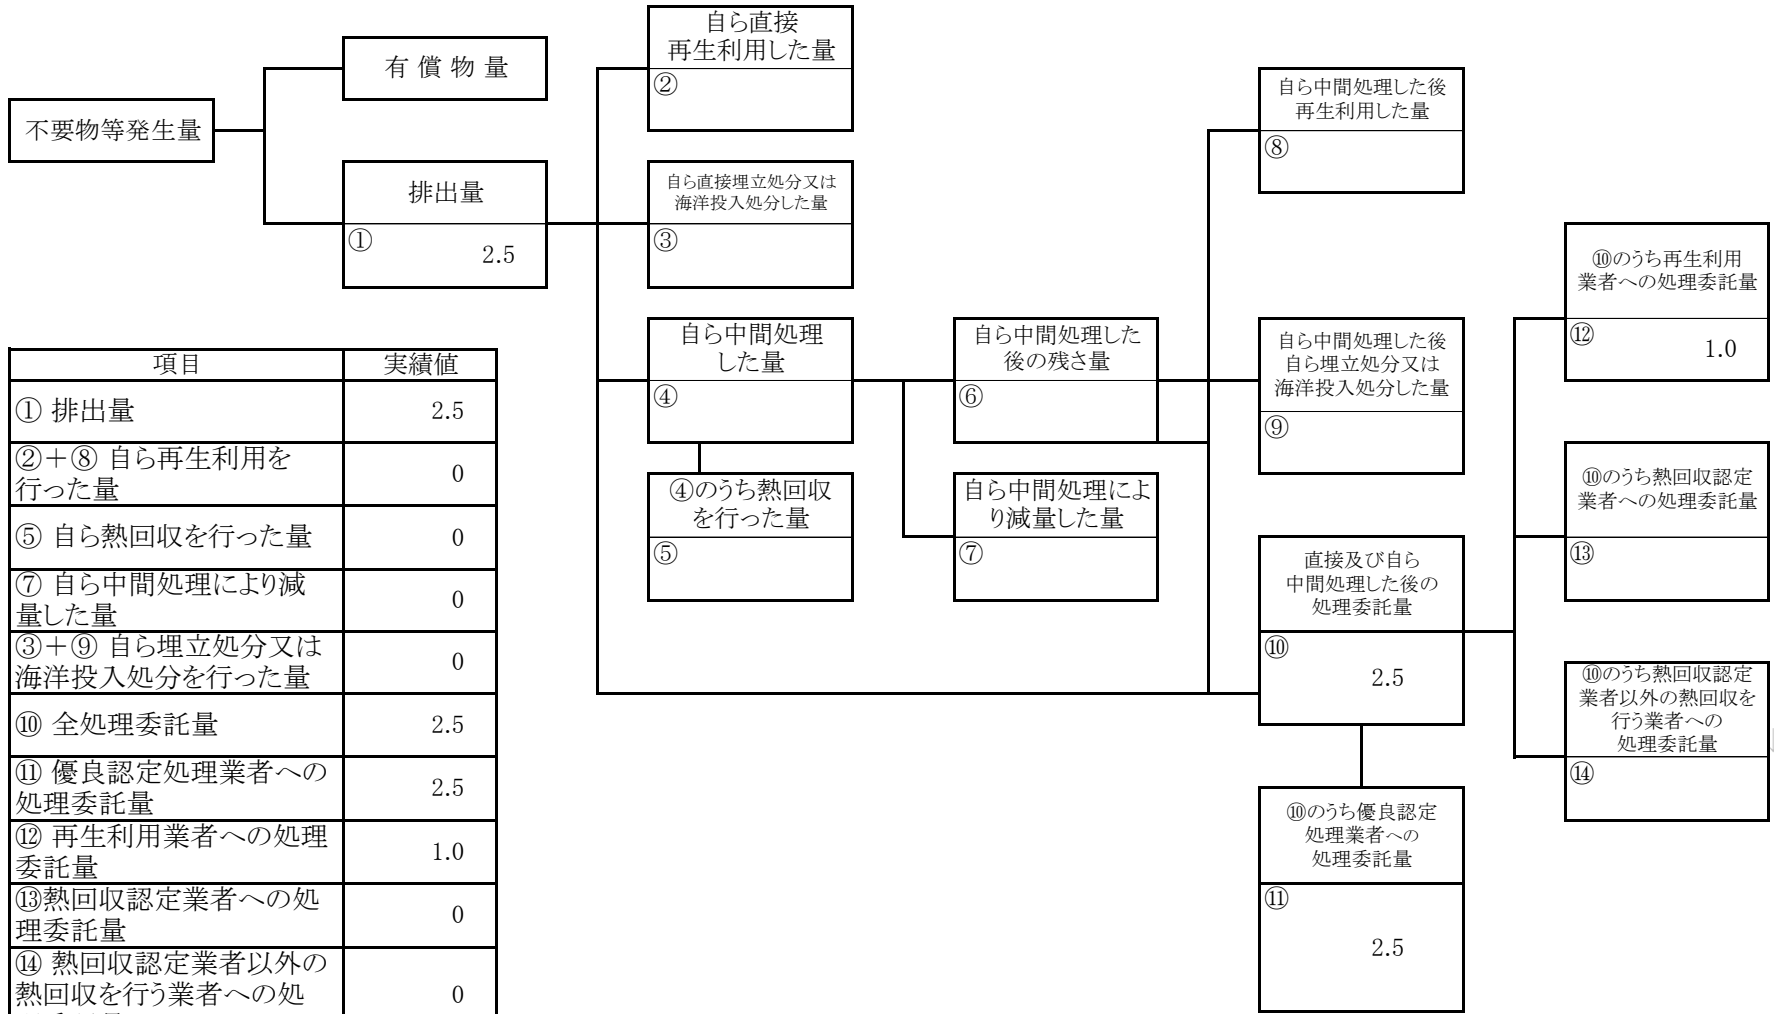 自ら直接
再生利用した量
②
有償物量
不要物等発生量
排出量
①
2.5
自ら直接埋立処分又は
海洋投入処分した量
③
自ら中間処理した後
再生利用した量
⑧
⑩のうち再生利用
業者への処理委託量
⑫
1.0
自ら中間処理
した量
④
自ら中間処理した
後の残さ量
⑥
自ら中間処理した後
自ら埋立処分又は
海洋投入処分した量
⑨
④のうち熱回収
を行った量
⑤
自ら中間処理によ
り減量した量
⑦
⑩のうち熱回収認定
業者への処理委託量
⑬
直接及び自ら
中間処理した後の
処理委託量
⑩
2.5
⑩のうち熱回収認定
業者以外の熱回収を
行う業者への
処理委託量
⑭
⑩のうち優良認定
処理業者への
処理委託量
⑪
2.5
項目 実績値
① 排出量 2.5
②＋⑧ 自ら再生利用を
行った量 0
⑤ 自ら熱回収を行った量 0
⑦ 自ら中間処理により減
量した量 0
③＋⑨ 自ら埋立処分又は
海洋投入処分を行った量 0
⑩ 全処理委託量 2.5
⑪ 優良認定処理業者への
処理委託量 2.5
⑫ 再生利用業者への処理
委託量 1.0
⑬熱回収認定業者への処
理委託量 0
⑭ 熱回収認定業者以外の
熱回収を行う業者への処 0